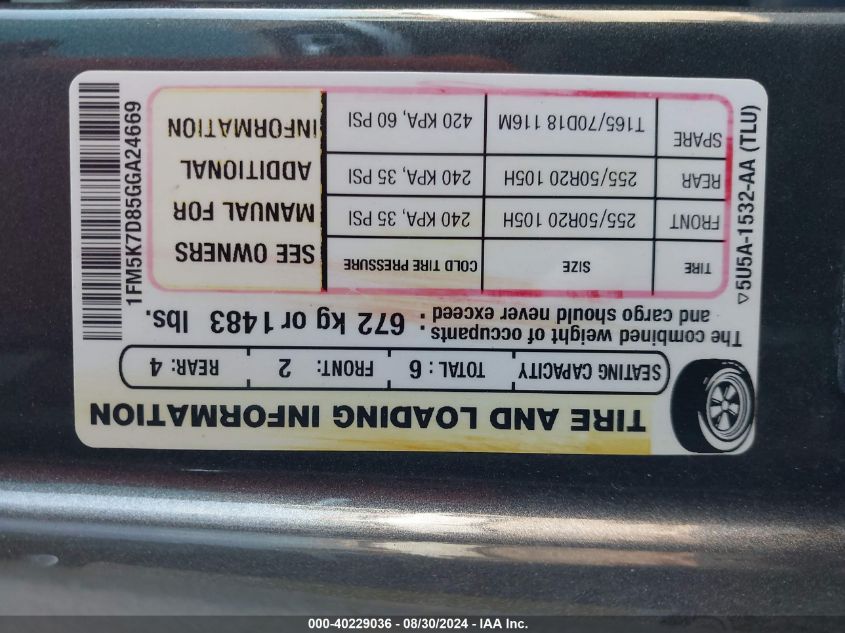 TIRE AND LOADING INFORMATION
SEATING CAPACITY TOTAL : 6 FRONT: 2 REAR: 4
The combined weight of occupants and cargo should never exceed : 672 kg or 1483 lbs.
TIRE SIZE COLD TIRE PRESSURE
FRONT 255/50R20 105H 240 KPA, 35 PSI
REAR 255/50R20 105H 240 KPA, 35 PSI
SPARE T165/70D18 116M 420 KPA, 60 PSI
SEE OWNERS
MANUAL FOR
ADDITIONAL
INFORMATION
1FM5K7D85GGA24669
▽5U5A-1532-AA (TLU)
000-40229036 - 08/30/2024 - IAA Inc.